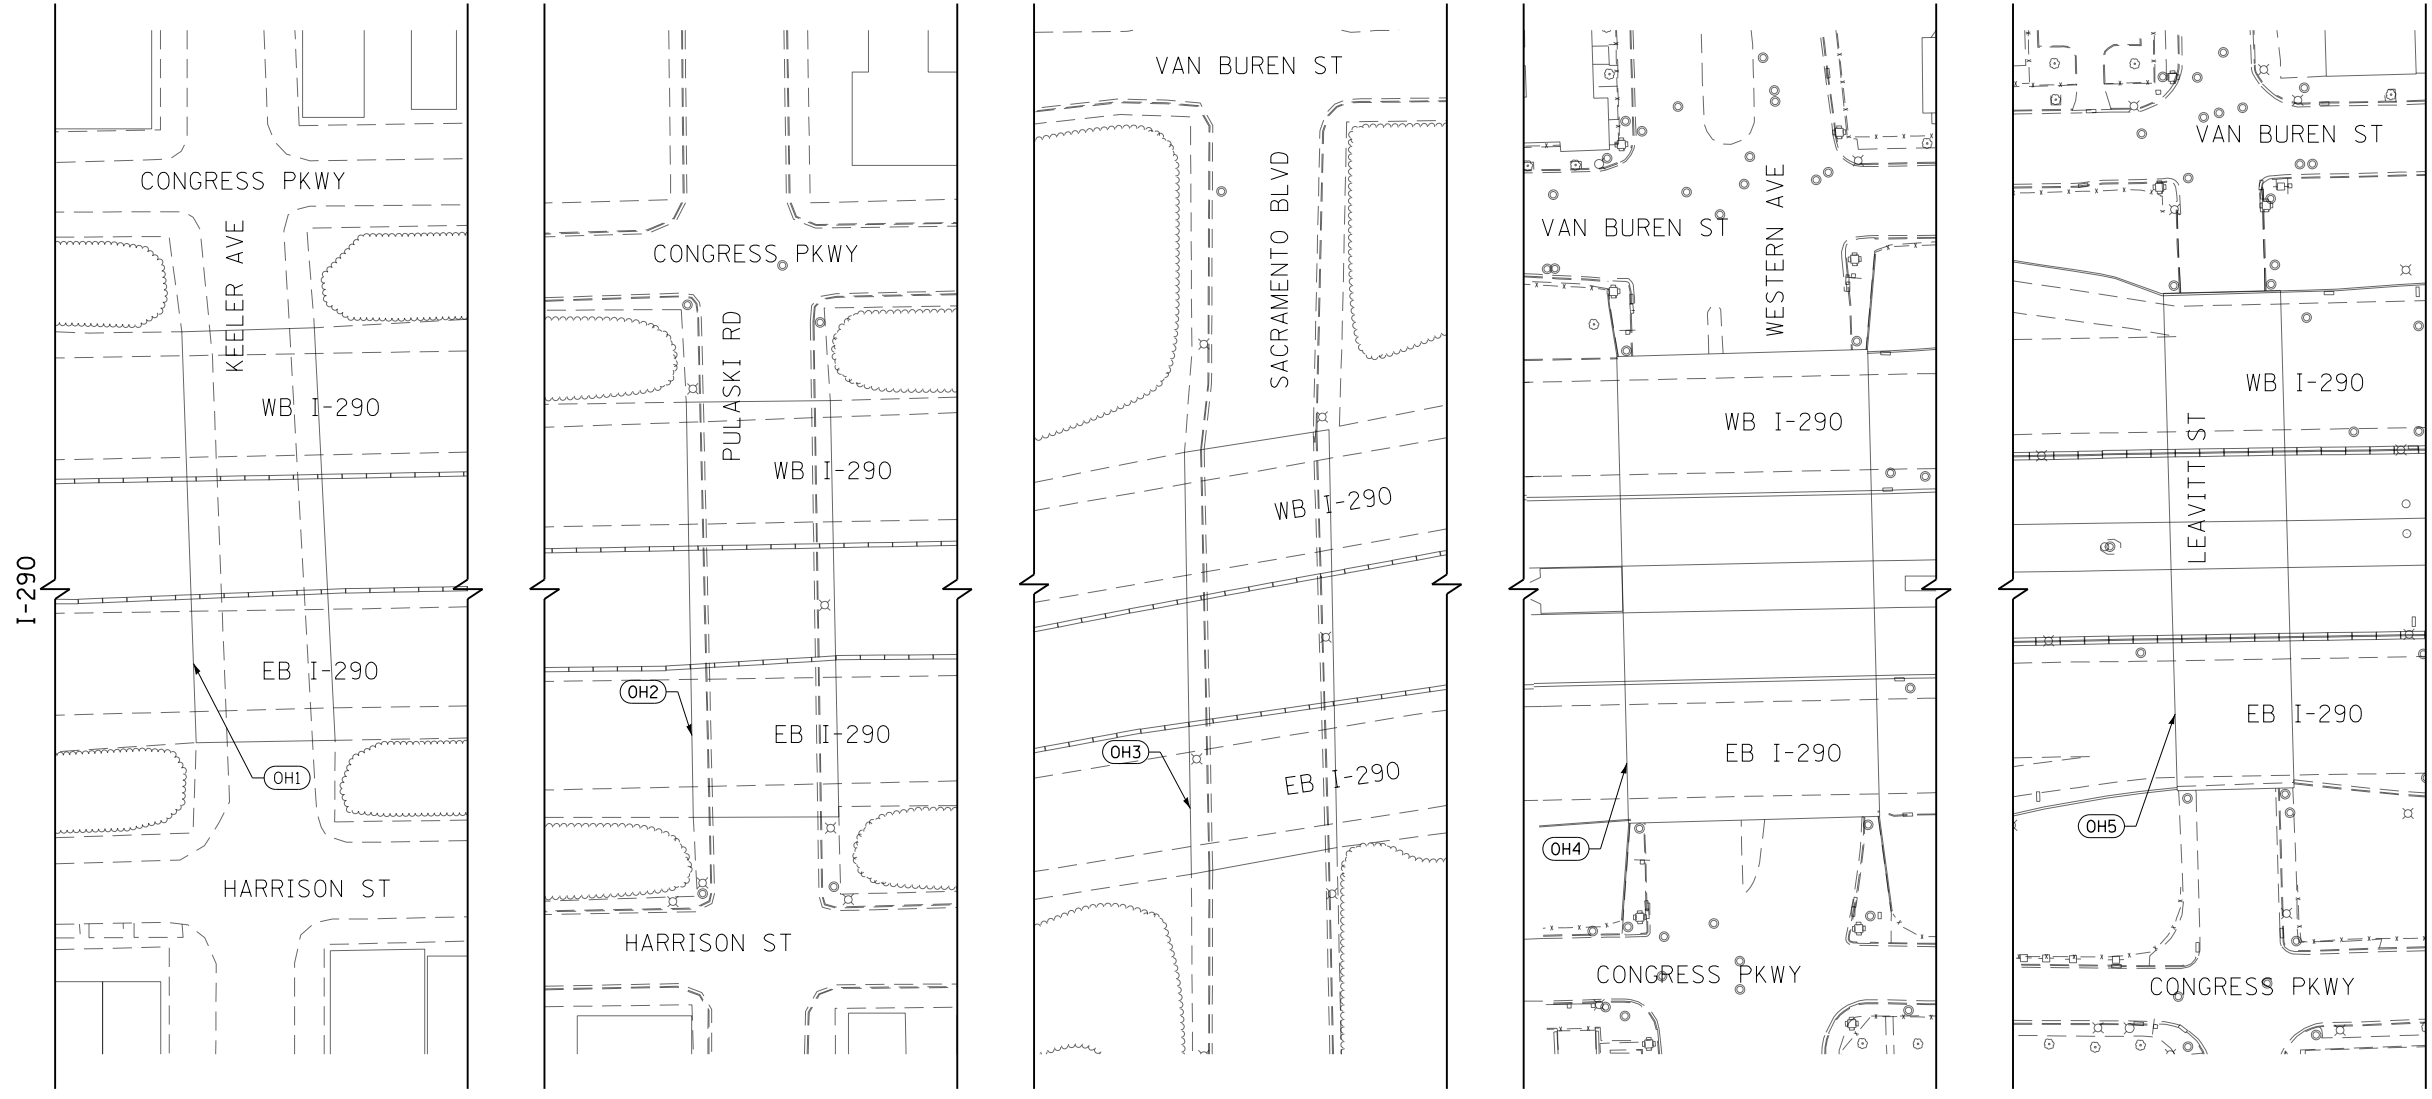 I-290
CONGRESS PKWY
KEELER AVE
WB I-290
EB I-290
OH1
HARRISON ST
CONGRESS PKWY
PULASKI RD
WB I-290
OH2
EB I-290
HARRISON ST
VAN BUREN ST
SACRAMENTO BLVD
WB I-290
OH3
EB I-290
WESTERN AVE
VAN BUREN ST
WB I-290
EB I-290
OH4
CONGRESS PKWY
VAN BUREN ST
WB I-290
LEAVITT ST
EB I-290
OH5
CONGRESS PKWY